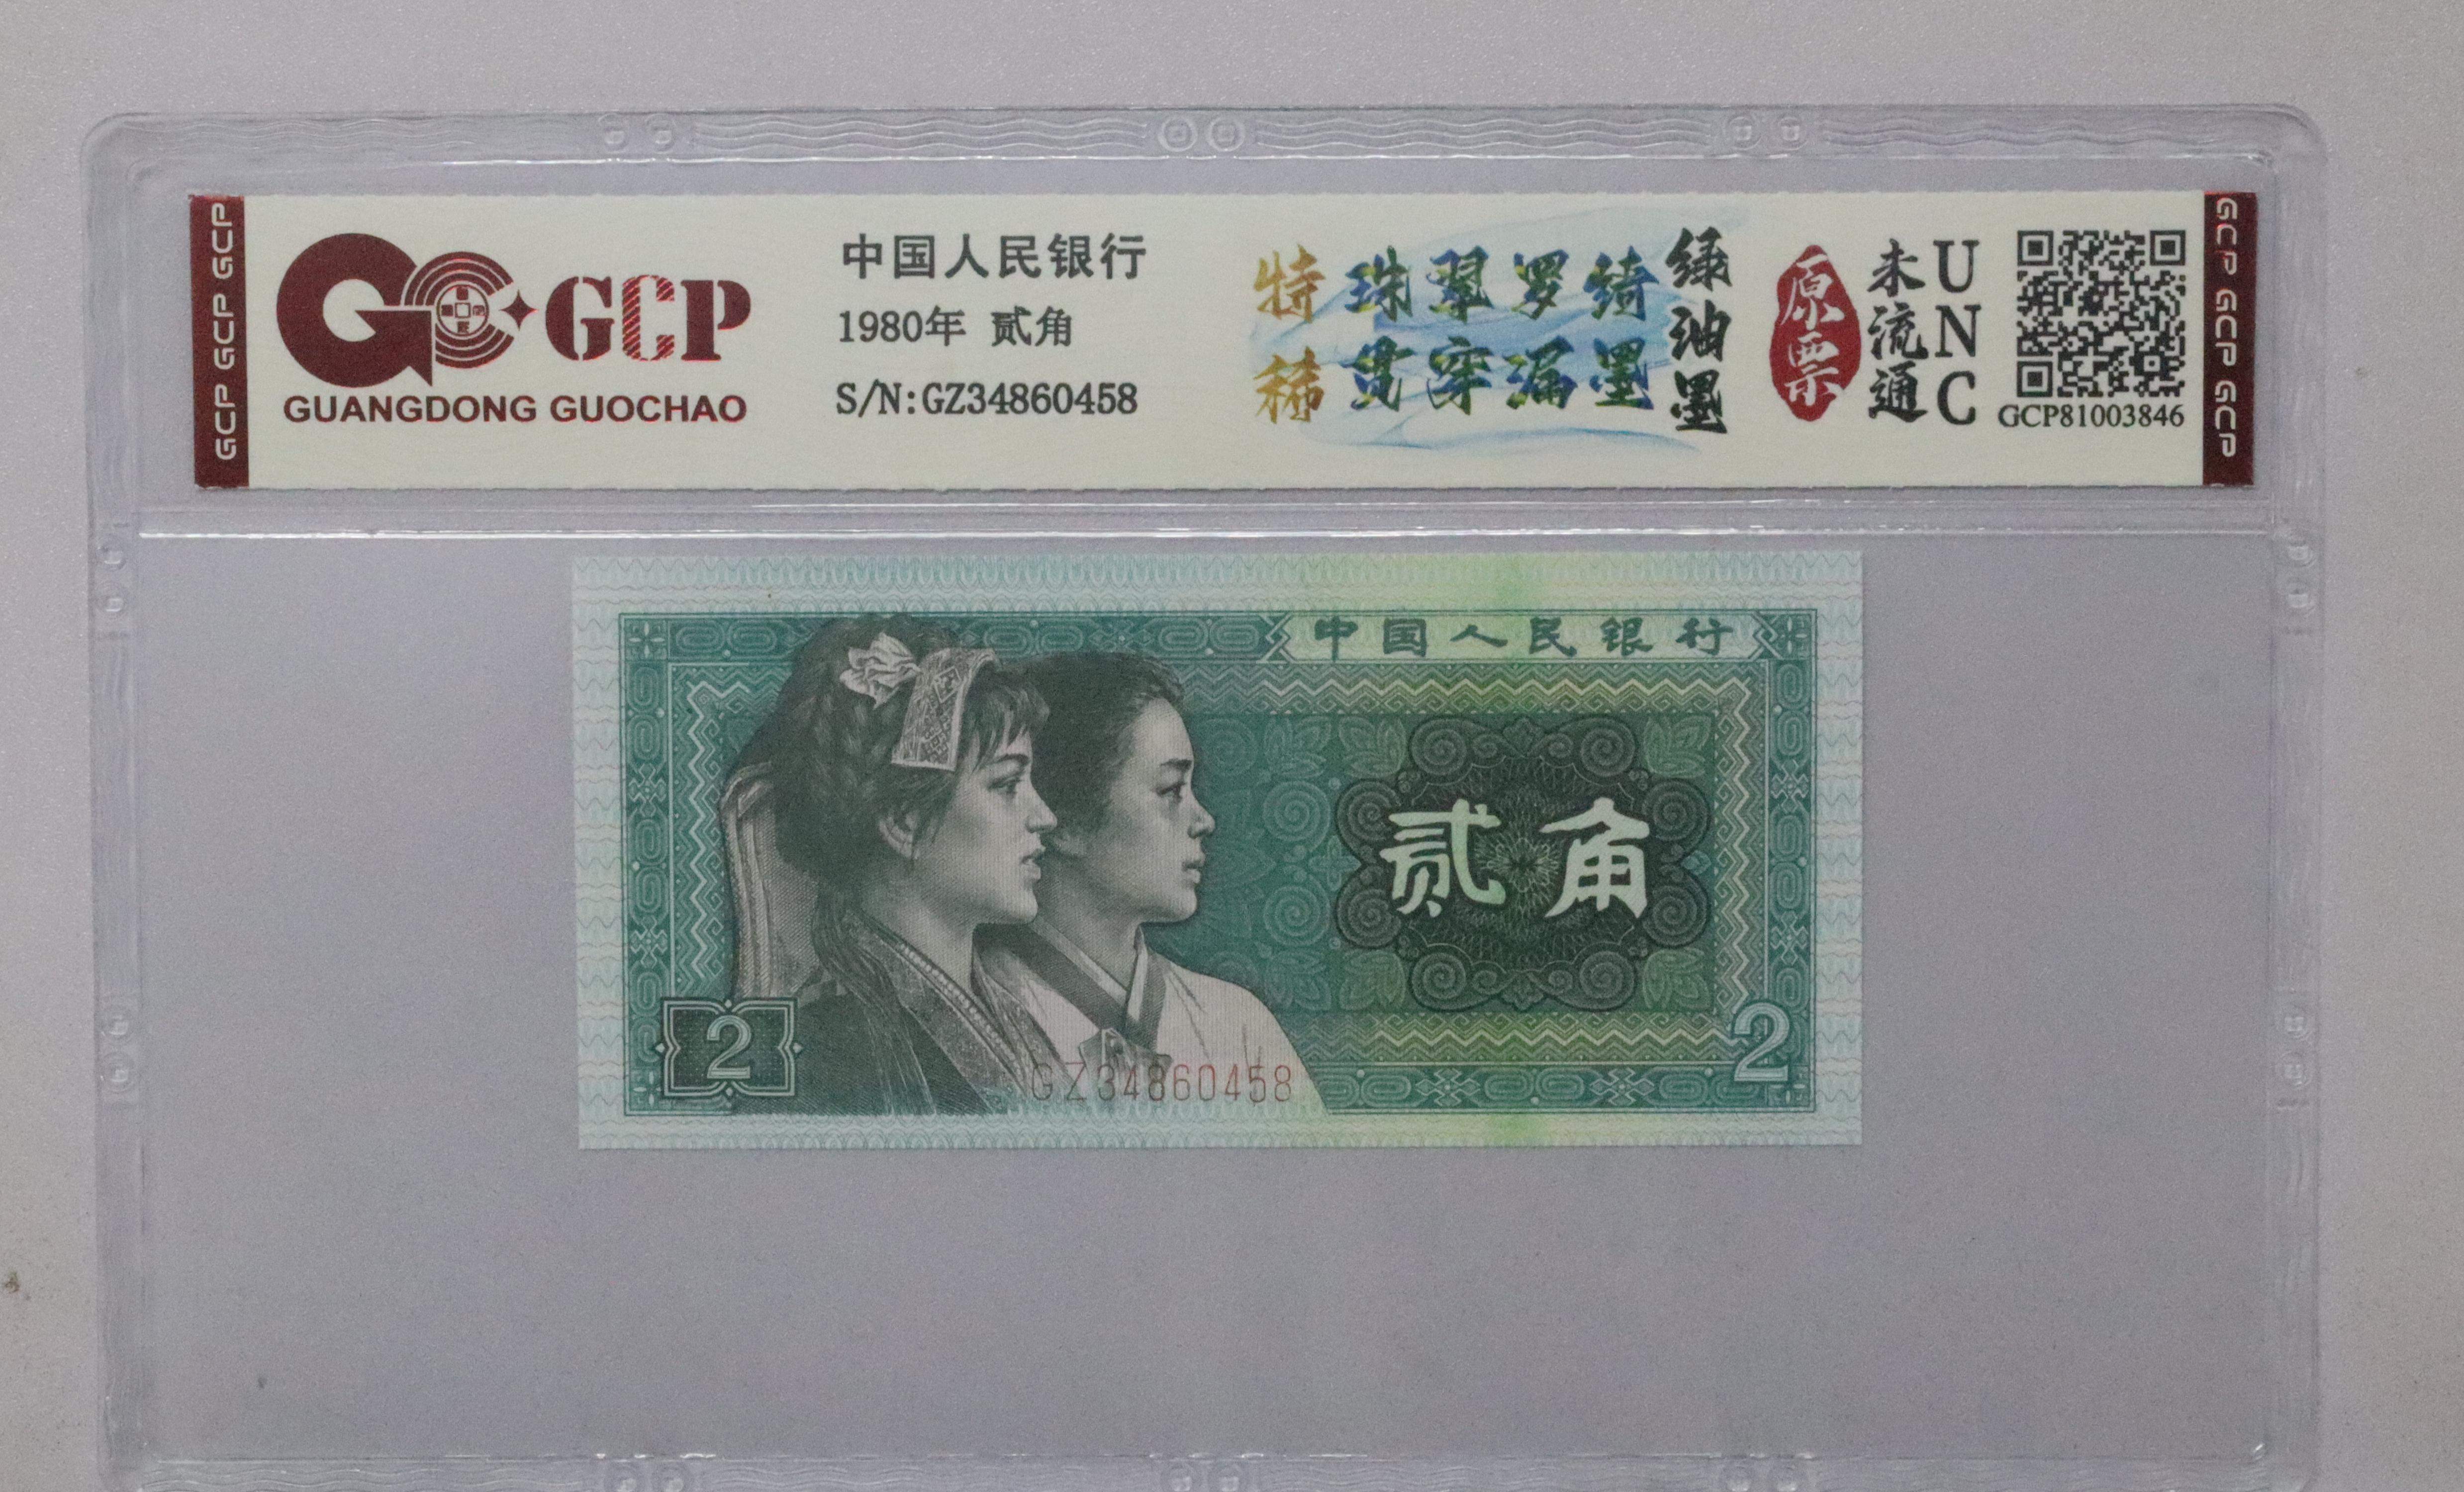 GCP GCP GCP
GCP
GUANGDONG GUOCHAO
中国人民银行
1980年 贰角
S/N:GZ34860458
特稀
珠翠罗绮
贯穿漏墨
绿油墨
原票
未流通
UNC
GCP81003846
GCP GCP GCP
中国人民银行
贰角
2
2
GZ34860458